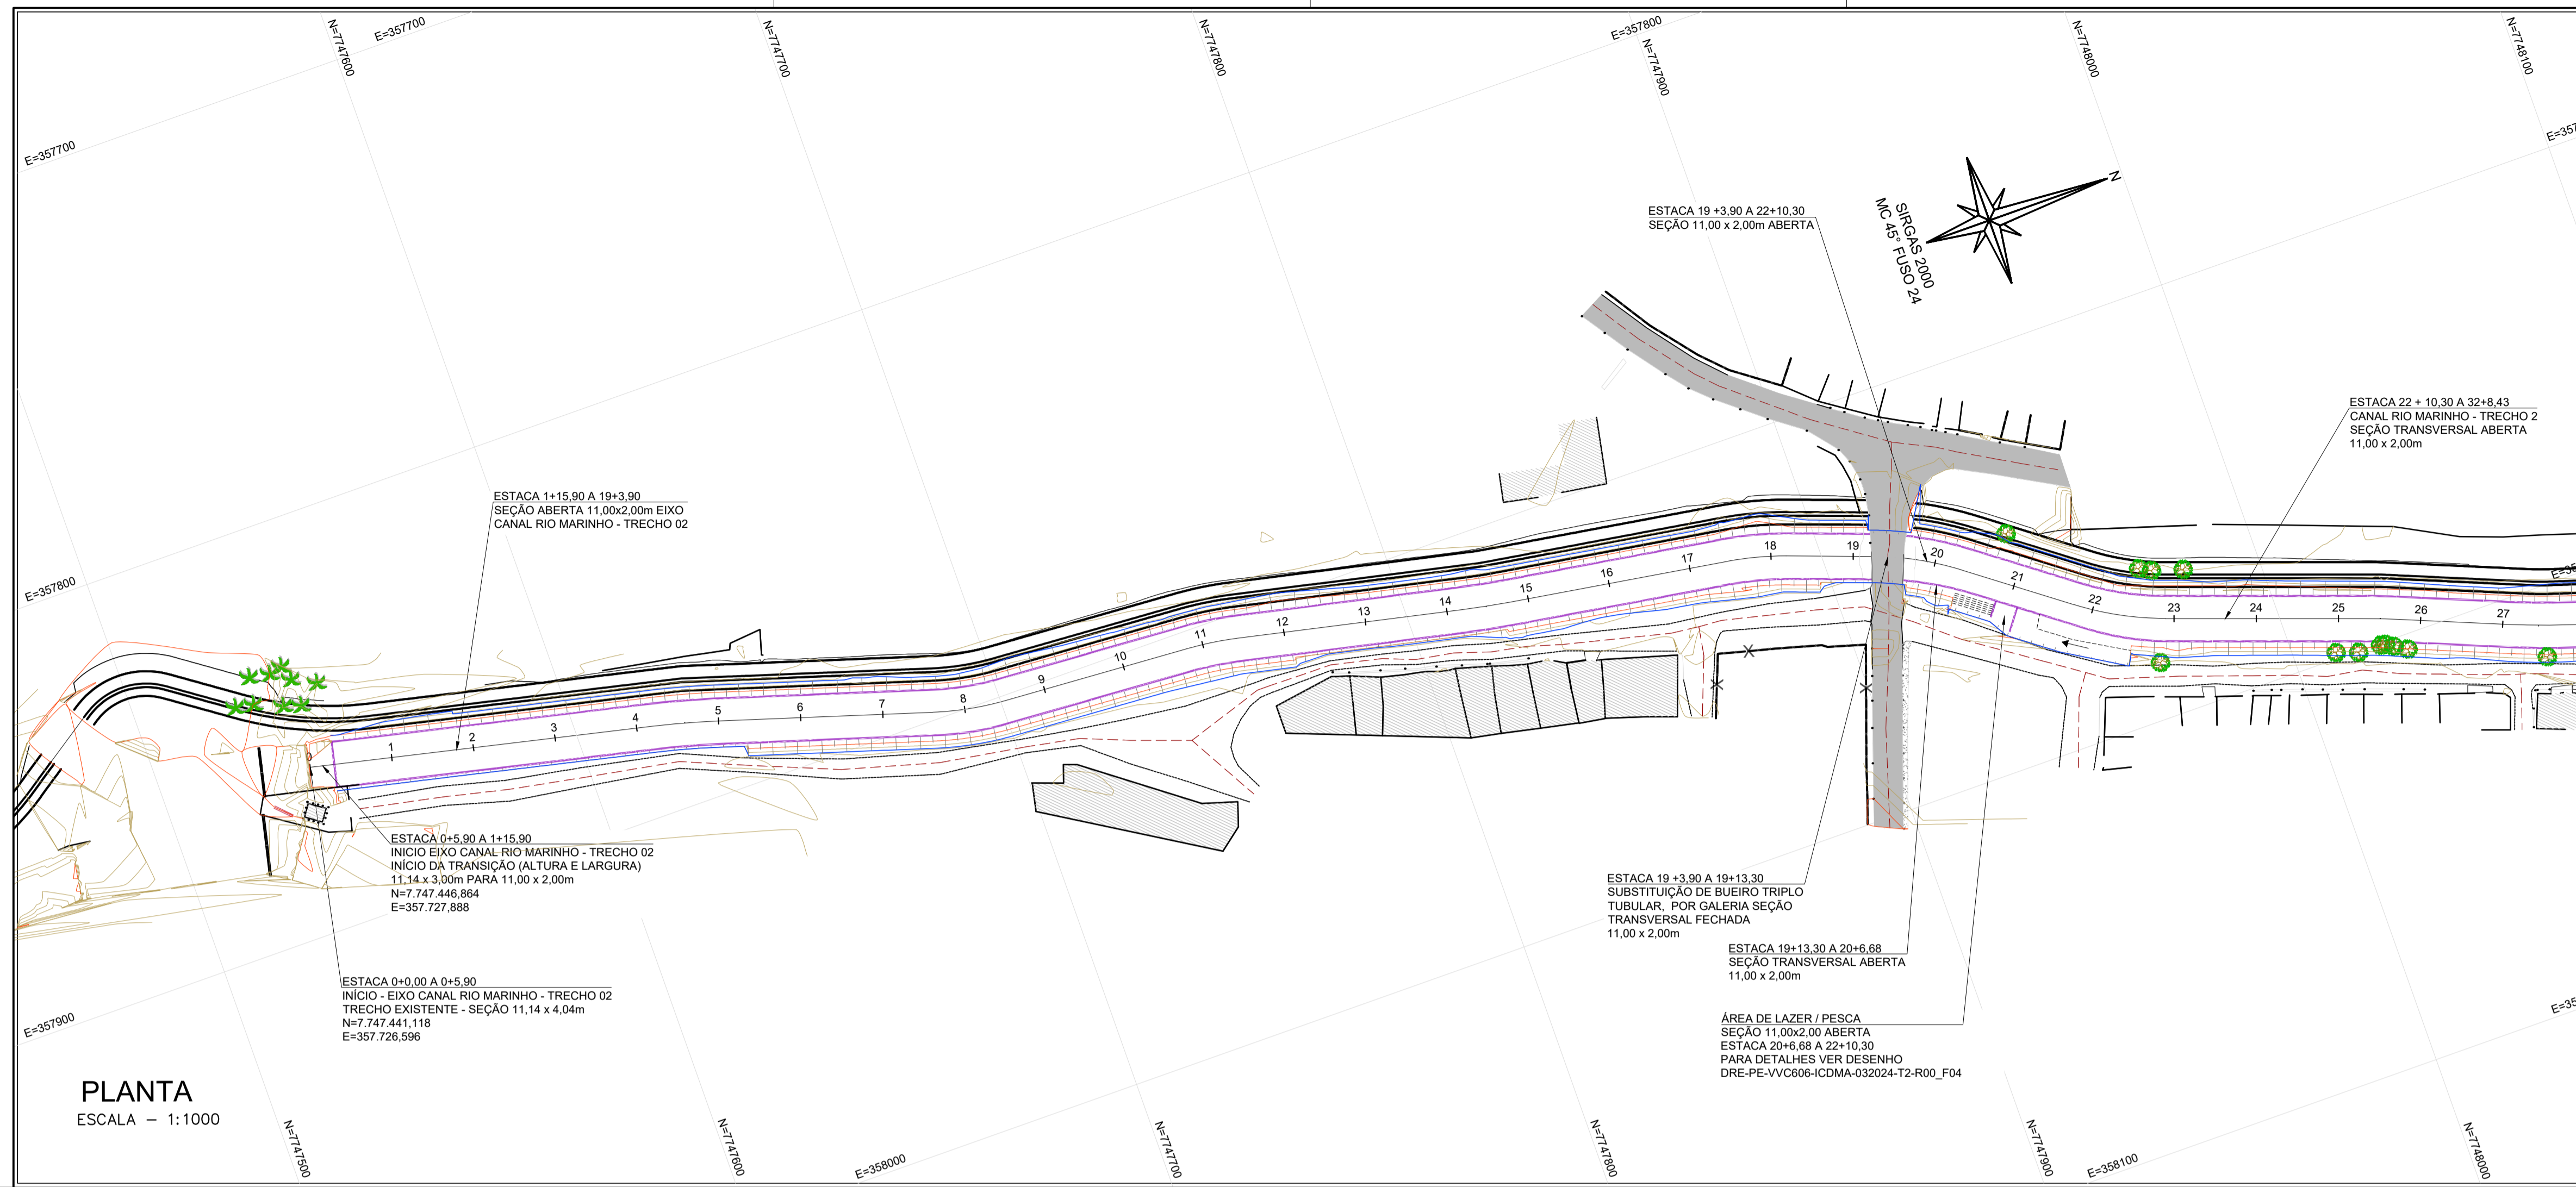 N=7747600
E=357700
N=7747700
N=7747800
E=357800
N=7747900
N=7748000
N=7748100
E=357700
N
SIRGAS 2000
MC 45° FUSO 24
ESTACA 19 +3,90 A 22+10,30
SEÇÃO 11,00 x 2,00m ABERTA
ESTACA 22 + 10,30 A 32+8,43
CANAL RIO MARINHO - TRECHO 2
SEÇÃO TRANSVERSAL ABERTA
11,00 x 2,00m
ESTACA 1+15,90 A 19+3,90
SEÇÃO ABERTA 11,00x2,00m EIXO
CANAL RIO MARINHO - TRECHO 02
E=357800
0
1
2
3
4
5
6
7
8
9
10
11
12
13
14
15
16
17
18
19
20
21
22
23
24
25
26
27
ESTACA 0+5,90 A 1+15,90
INICIO EIXO CANAL RIO MARINHO - TRECHO 02
INÍCIO DA TRANSIÇÃO (ALTURA E LARGURA)
11,14 x 3,00m PARA 11,00 x 2,00m
N=7.747.446,864
E=357.727,888
ESTACA 19 +3,90 A 19+13,30
SUBSTITUIÇÃO DE BUEIRO TRIPLO
TUBULAR, POR GALERIA SEÇÃO
TRANSVERSAL FECHADA
11,00 x 2,00m
ESTACA 19+13,30 A 20+6,68
SEÇÃO TRANSVERSAL ABERTA
11,00 x 2,00m
ESTACA 0+0,00 A 0+5,90
INÍCIO - EIXO CANAL RIO MARINHO - TRECHO 02
TRECHO EXISTENTE - SEÇÃO 11,14 x 4,04m
N=7.747.441,118
E=357.726,596
ÁREA DE LAZER / PESCA
SEÇÃO 11,00x2,00 ABERTA
ESTACA 20+6,68 A 22+10,30
PARA DETALHES VER DESENHO
DRE-PE-VVC606-ICDMA-032024-T2-R00_F04
E=357900
PLANTA
ESCALA - 1:1000
N=7747500
N=7747600
E=358000
N=7747700
N=7747800
N=7747900
E=358100
N=7748000